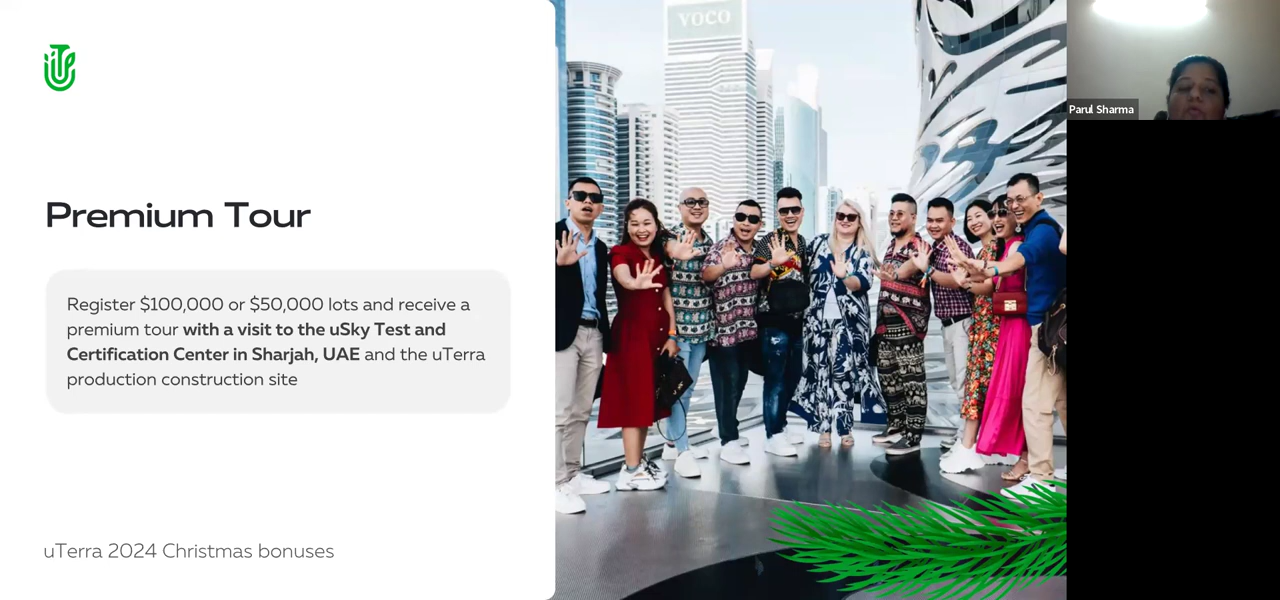 Premium Tour
Register $100,000 or $50,000 lots and receive a
premium tour with a visit to the uSky Test and
Certification Center in Sharjah, UAE and the uTerra
production construction site
uTerra 2024 Christmas bonuses
voco
Parul Sharma